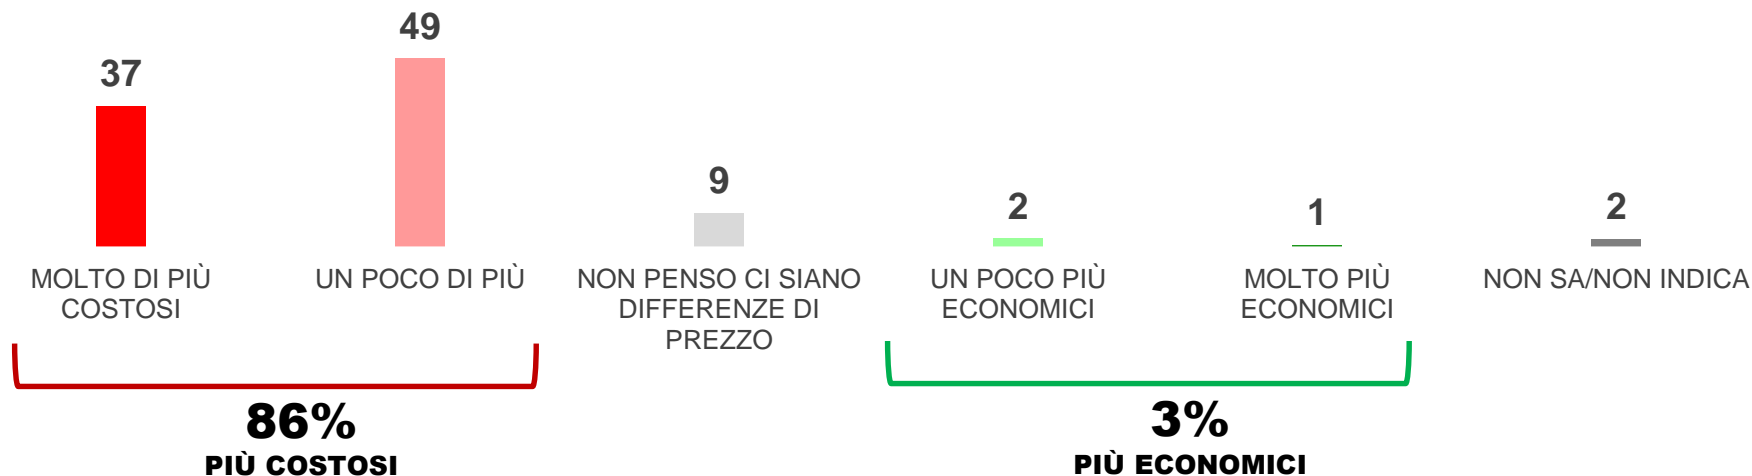 37
49
9
2
1
2
MOLTO DI PIÙ
COSTOSI
UN POCO DI PIÙ
NON PENSO CI SIANO
DIFFERENZE DI
PREZZO
UN POCO PIÙ
ECONOMICI
MOLTO PIÙ
ECONOMICI
NON SA/NON INDICA
86%
PIÙ COSTOSI
3%
PIÙ ECONOMICI